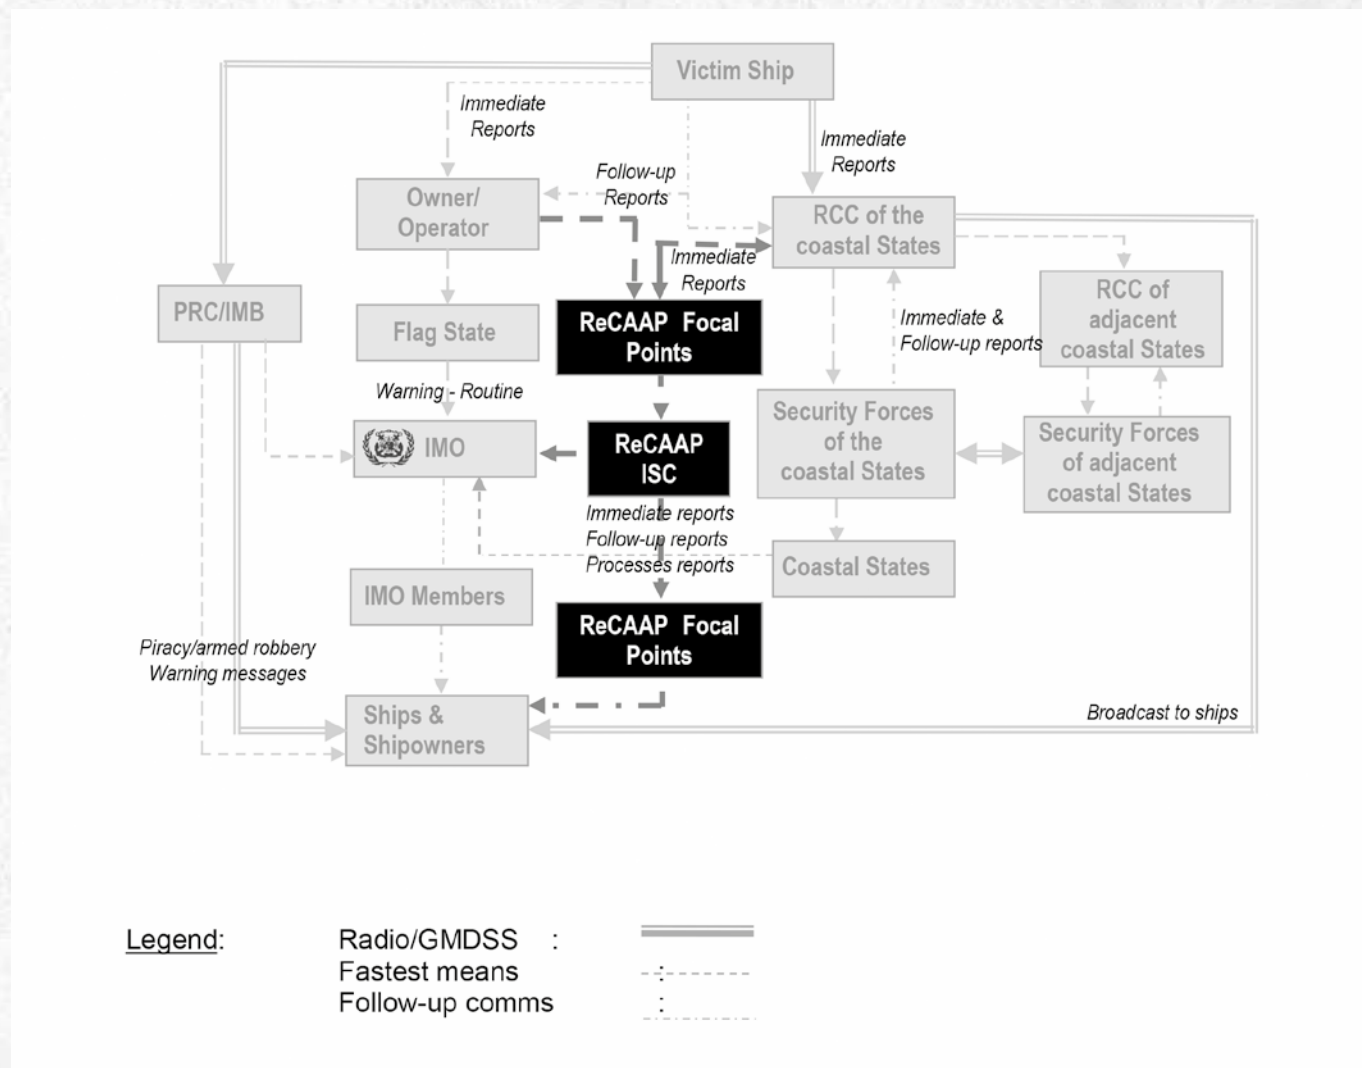 Victim Ship
Immediate
Reports
Immediate
Reports
Follow-up
Reports
Owner/
Operator
RCC of the
coastal States
Immediate
Reports
PRC/IMB
ReCAAP Focal
Points
Flag State
RCC of
adjacent
coastal States
Immediate &
Follow-up reports
Warning - Routine
IMO
ReCAAP
ISC
Security Forces
of the
coastal States
Security Forces
of adjacent
coastal States
Immediate reports
Follow-up reports
Processes reports
Coastal States
IMO Members
ReCAAP Focal
Points
Piracy/armed robbery
Warning messages
Ships &
Shipowners
Broadcast to ships
Legend:
Radio/GMDSS :
Fastest means :
Follow-up comms :